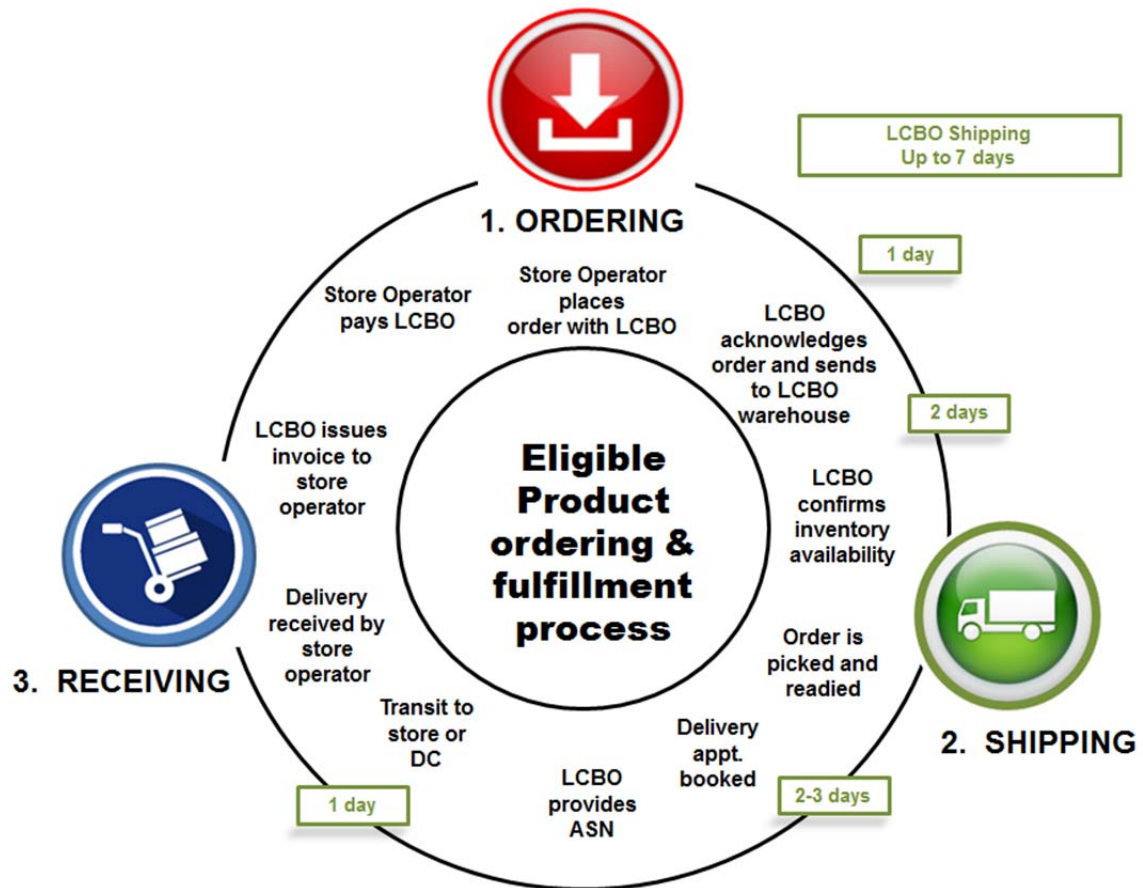 LCBO Shipping
Up to 7 days
1. ORDERING
1 day
Store Operator
places
order with LCBO
LCBO
acknowledges
order and sends
to LCBO
warehouse
2 days
LCBO
confirms
inventory
availability
2. SHIPPING
Order is
picked and
readied
Delivery
appt.
booked
2-3 days
LCBO
provides
ASN
Transit to
store or
DC
1 day
3. RECEIVING
Delivery
received by
store
operator
LCBO issues
invoice to
store
operator
Store Operator
pays LCBO
Eligible
Product
ordering &
fulfillment
process